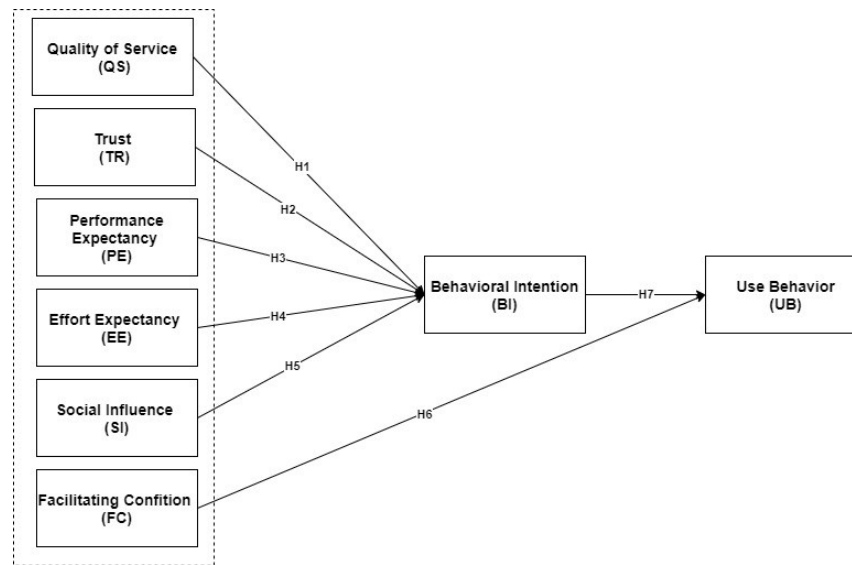 Quality of Service
(QS)
Trust
(TR)
Performance
Expectancy
(PE)
Effort Expectancy
(EE)
Social Influence
(SI)
Facilitating Confition
(FC)
H1
H2
H3
H4
H5
H6
Behavioral Intention
(BI)
H7
Use Behavior
(UB)